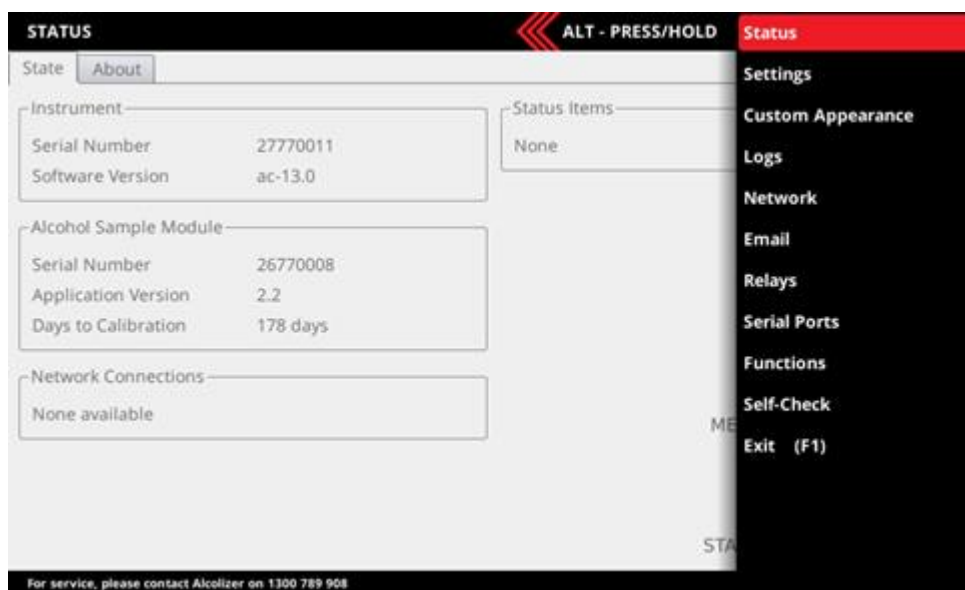 STATUS
ALT - PRESS/HOLD
State
About
Instrument
Serial Number 27770011
Software Version ac-13.0
Alcohol Sample Module
Serial Number 26770008
Application Version 2.2
Days to Calibration 178 days
Network Connections
None available
Status Items
None
ME
STA
Status
Settings
Custom Appearance
Logs
Network
Email
Relays
Serial Ports
Functions
Self-Check
Exit (F1)
For service, please contact Alcolizer on 1300 789 908